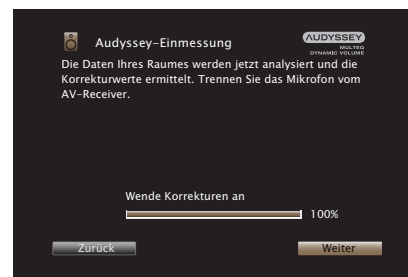 Audyssey-Einmessung
AUDYSSEY
MULTEQ
DYNAMIC VOLUME
Die Daten Ihres Raumes werden jetzt analysiert und die
Korrekturwerte ermittelt. Trennen Sie das Mikrofon vom
AV-Receiver.
Wende Korrekturen an
100%
Zurück
Weiter